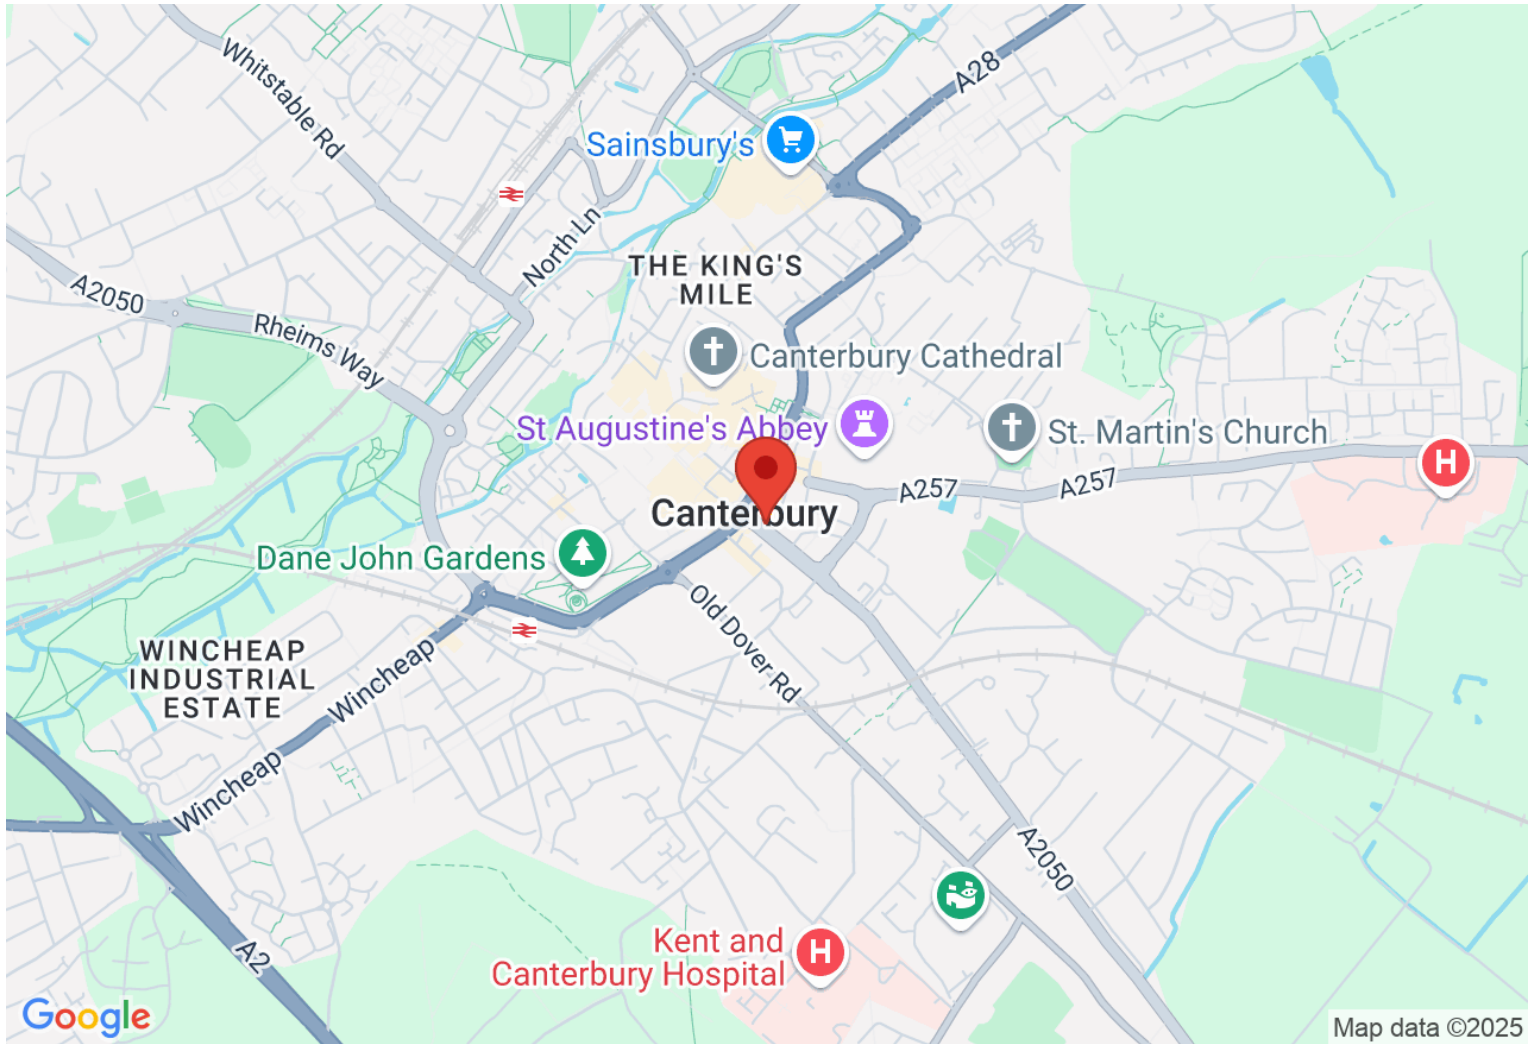 Whitstable Rd
A28
Sainsbury's
North Ln
THE KING'S
MILE
A2050
Rheims Way
Canterbury Cathedral
St Augustine's Abbey
St. Martin's Church
H
A257
A257
Canterbury
Dane John Gardens
Old Dover Rd
WINCHEAP
INDUSTRIAL
ESTATE
Wincheap
Wincheap
A2050
A2
Kent and
Canterbury Hospital
H
Google
Map data ©2025